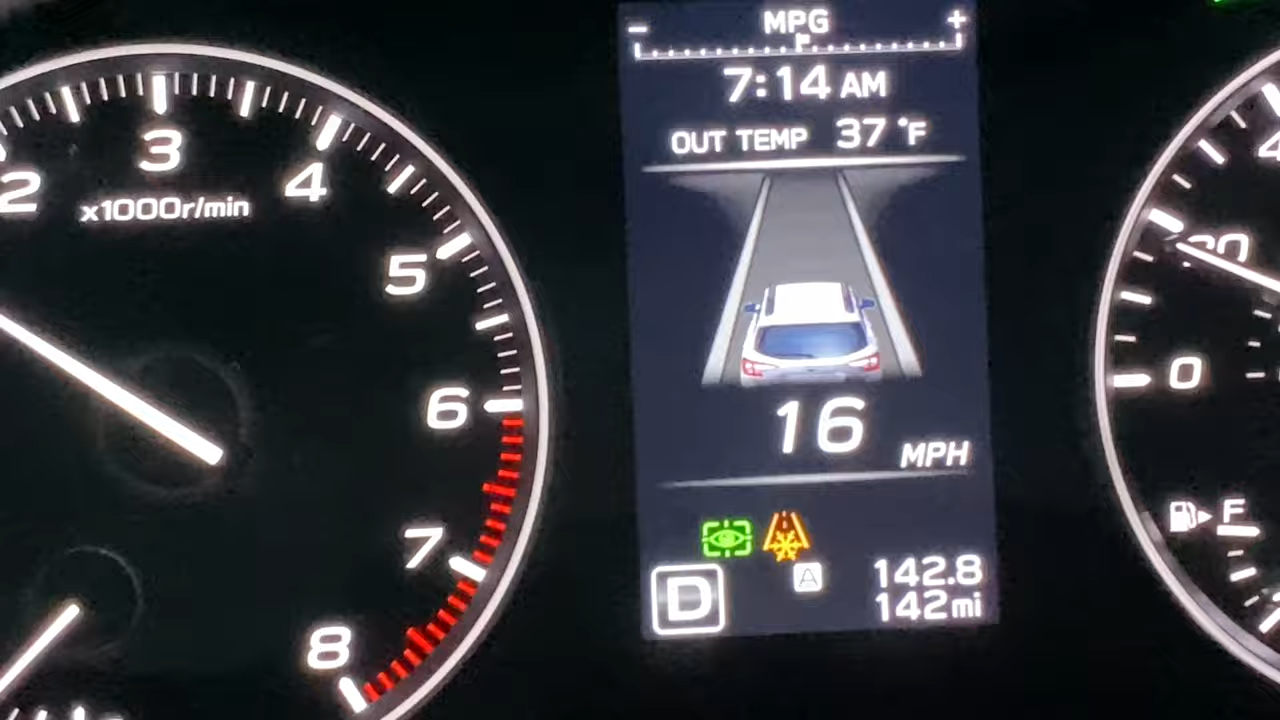 - MPG +
7:14 AM
OUT TEMP 37 °F
2
3
4
x1000r/min
5
6
7
8
16
MPH
D
A
142.8
142mi
20
0
F